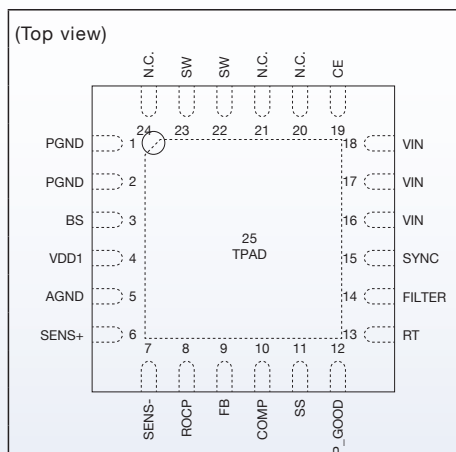 (Top view)
N.C. SW SW N.C. N.C. CE
24 23 22 21 20 19
PGND 1 18 VIN
PGND 2 17 VIN
BS 3 16 VIN
25
TPAD
VDD1 4 15 SYNC
AGND 5 14 FILTER
SENS+ 6 13 RT
7 8 9 10 11 12
SENS- ROCP FB COMP SS P_GOOD